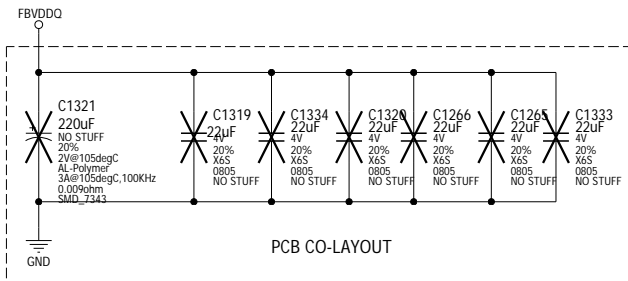 FBVDDQ
C1321
220uF
NO STUFF
20%
2V@105degC
AL-Polymer
3A@105degC,100KHz
0.009ohm
SMD_7343
C1319
22uF
4V
20%
X6S
0805
NO STUFF
C1334
22uF
4V
20%
X6S
0805
NO STUFF
C1320
22uF
4V
20%
X6S
0805
NO STUFF
C1266
22uF
4V
20%
X6S
0805
NO STUFF
C1265
22uF
4V
20%
X6S
0805
NO STUFF
C1333
22uF
4V
20%
X6S
0805
NO STUFF
GND
PCB CO-LAYOUT